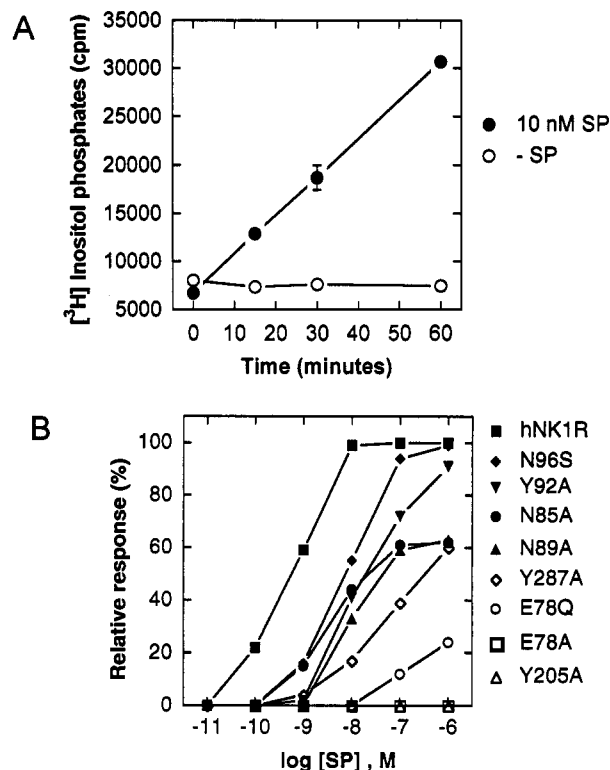 A
[³H] Inositol phosphates (cpm)
35000
30000
25000
20000
15000
10000
5000
0 10 20 30 40 50 60
Time (minutes)
10 nM SP
- SP
B
Relative response (%)
100
80
60
40
20
0
-11 -10 -9 -8 -7 -6
log [SP] , M
hNK1R
N96S
Y92A
N85A
N89A
Y287A
E78Q
E78A
Y205A